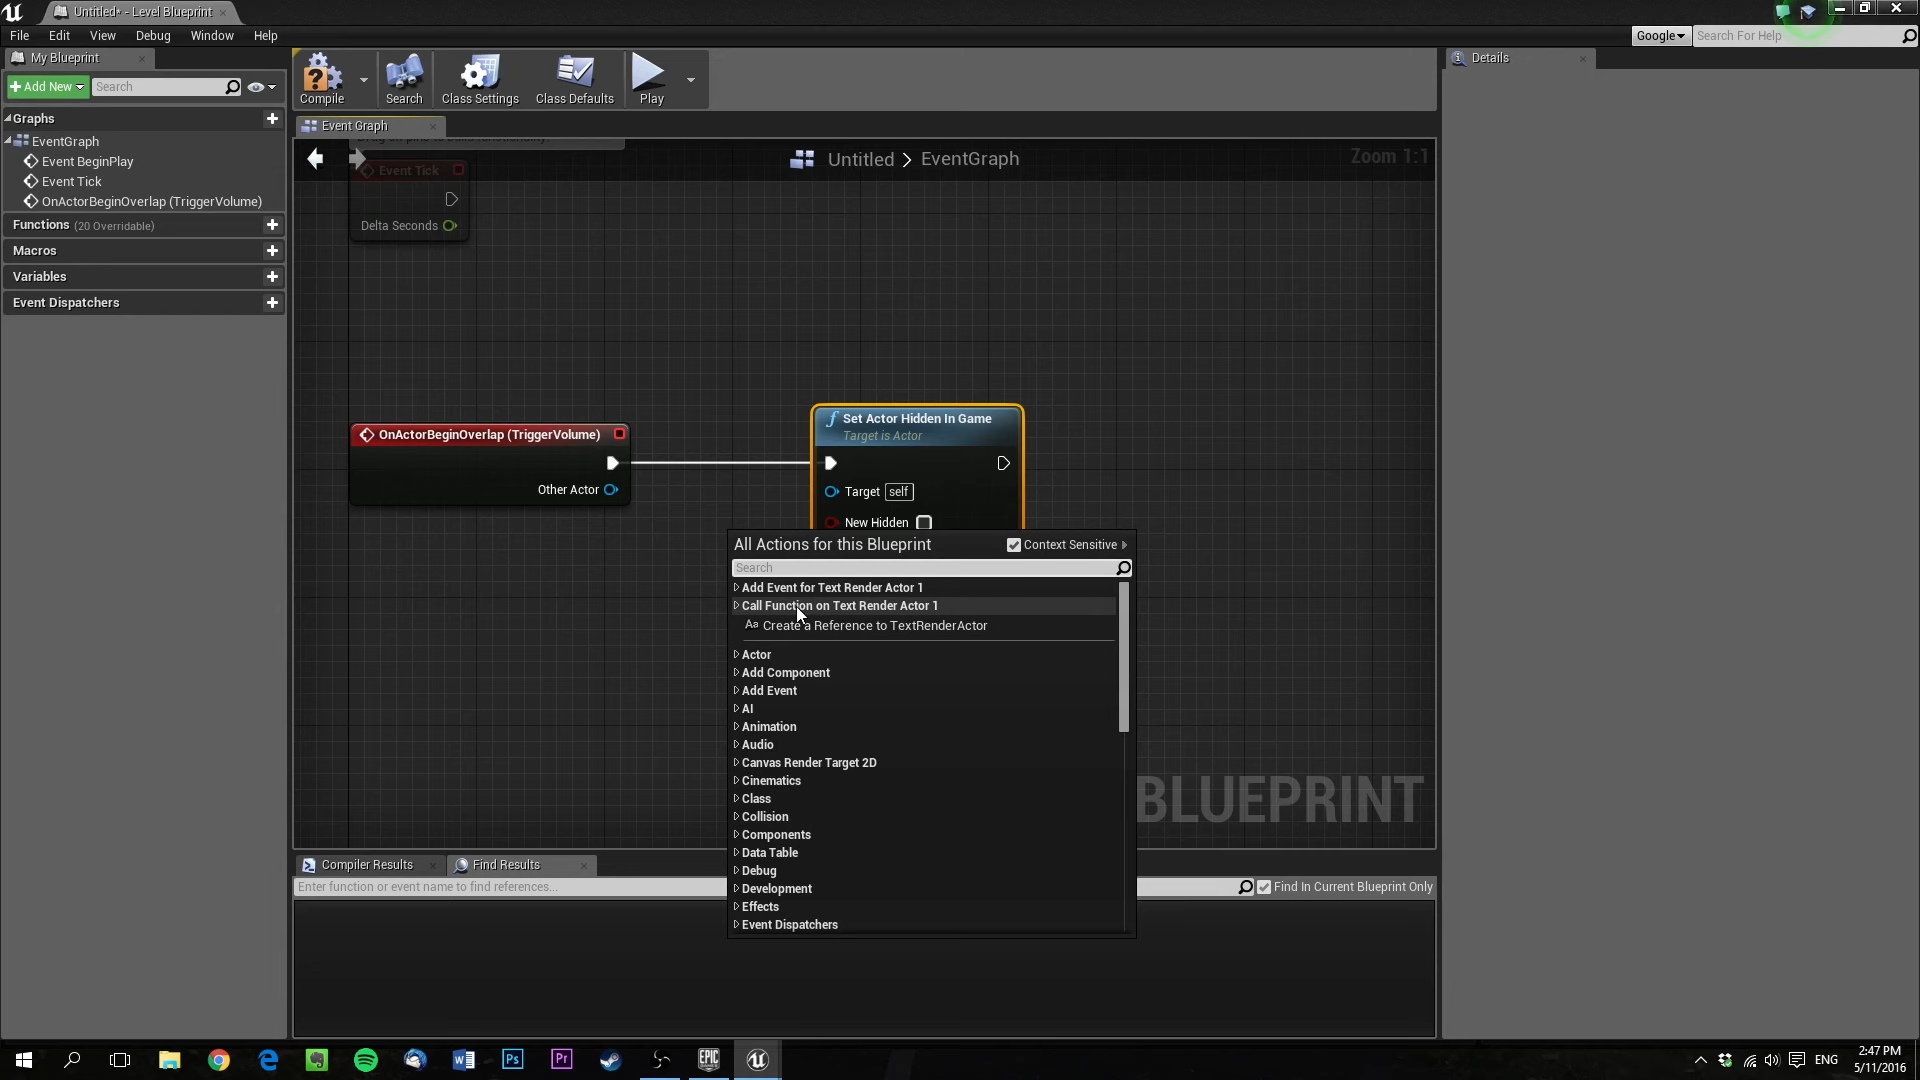 Untitled* - Level Blueprint
File Edit View Debug Window Help
Google Search For Help
My Blueprint
Details
Add New Search
Compile Search Class Settings Class Defaults Play
Graphs
Event Graph
EventGraph
Event BeginPlay
Event Tick
OnActorBeginOverlap (TriggerVolume)
Functions (20 Overridable)
Macros
Variables
Event Dispatchers
Untitled > EventGraph
Zoom 1:1
Event Tick
Delta Seconds
OnActorBeginOverlap (TriggerVolume)
Other Actor
Set Actor Hidden In Game
Target is Actor
Target self
New Hidden
All Actions for this Blueprint Context Sensitive
Search
Add Event for Text Render Actor 1
Call Function on Text Render Actor 1
Aa Create a Reference to TextRenderActor
Actor
Add Component
Add Event
AI
Animation
Audio
Canvas Render Target 2D
Cinematics
Class
Collision
Components
Data Table
Debug
Development
Effects
Event Dispatchers
BLUEPRINT
Compiler Results Find Results
Enter function or event name to find references... Find In Current Blueprint Only
Ps Pr EPIC GAMES
ENG
2:47 PM
5/11/2016